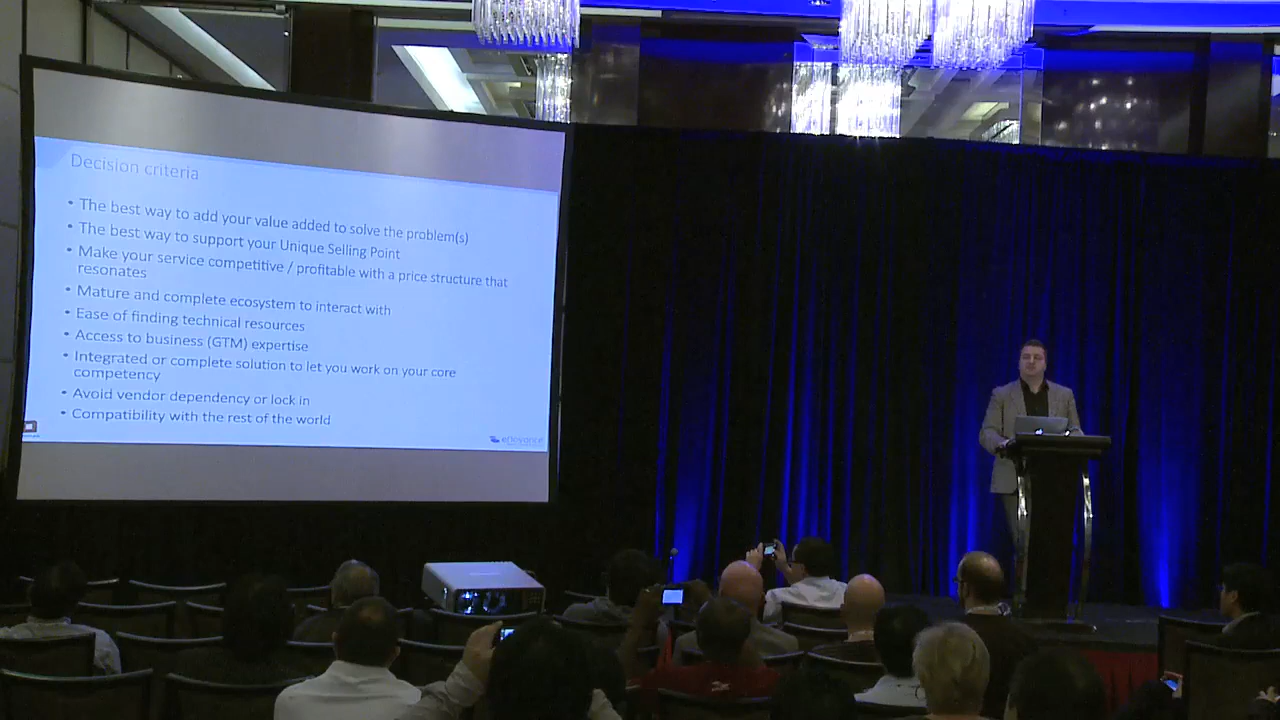 Decision criteria
• The best way to add your value added to solve the problem(s)
• The best way to support your Unique Selling Point
• Make your service competitive / profitable with a price structure that
resonates
• Mature and complete ecosystem to interact with
• Ease of finding technical resources
• Access to business (GTM) expertise
• Integrated or complete solution to let you work on your core
competency
• Avoid vendor dependency or lock in
• Compatibility with the rest of the world